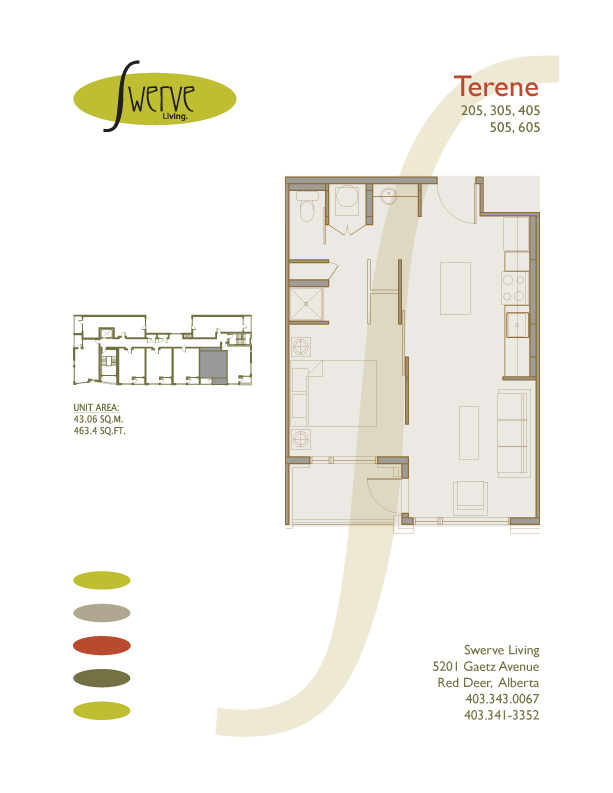 Swerve
Living.
Terene
205, 305, 405
505, 605
UNIT AREA:
43.06 SQ.M.
463.4 SQ.FT.
Swerve Living
5201 Gaetz Avenue
Red Deer, Alberta
403.343.0067
403.341-3352